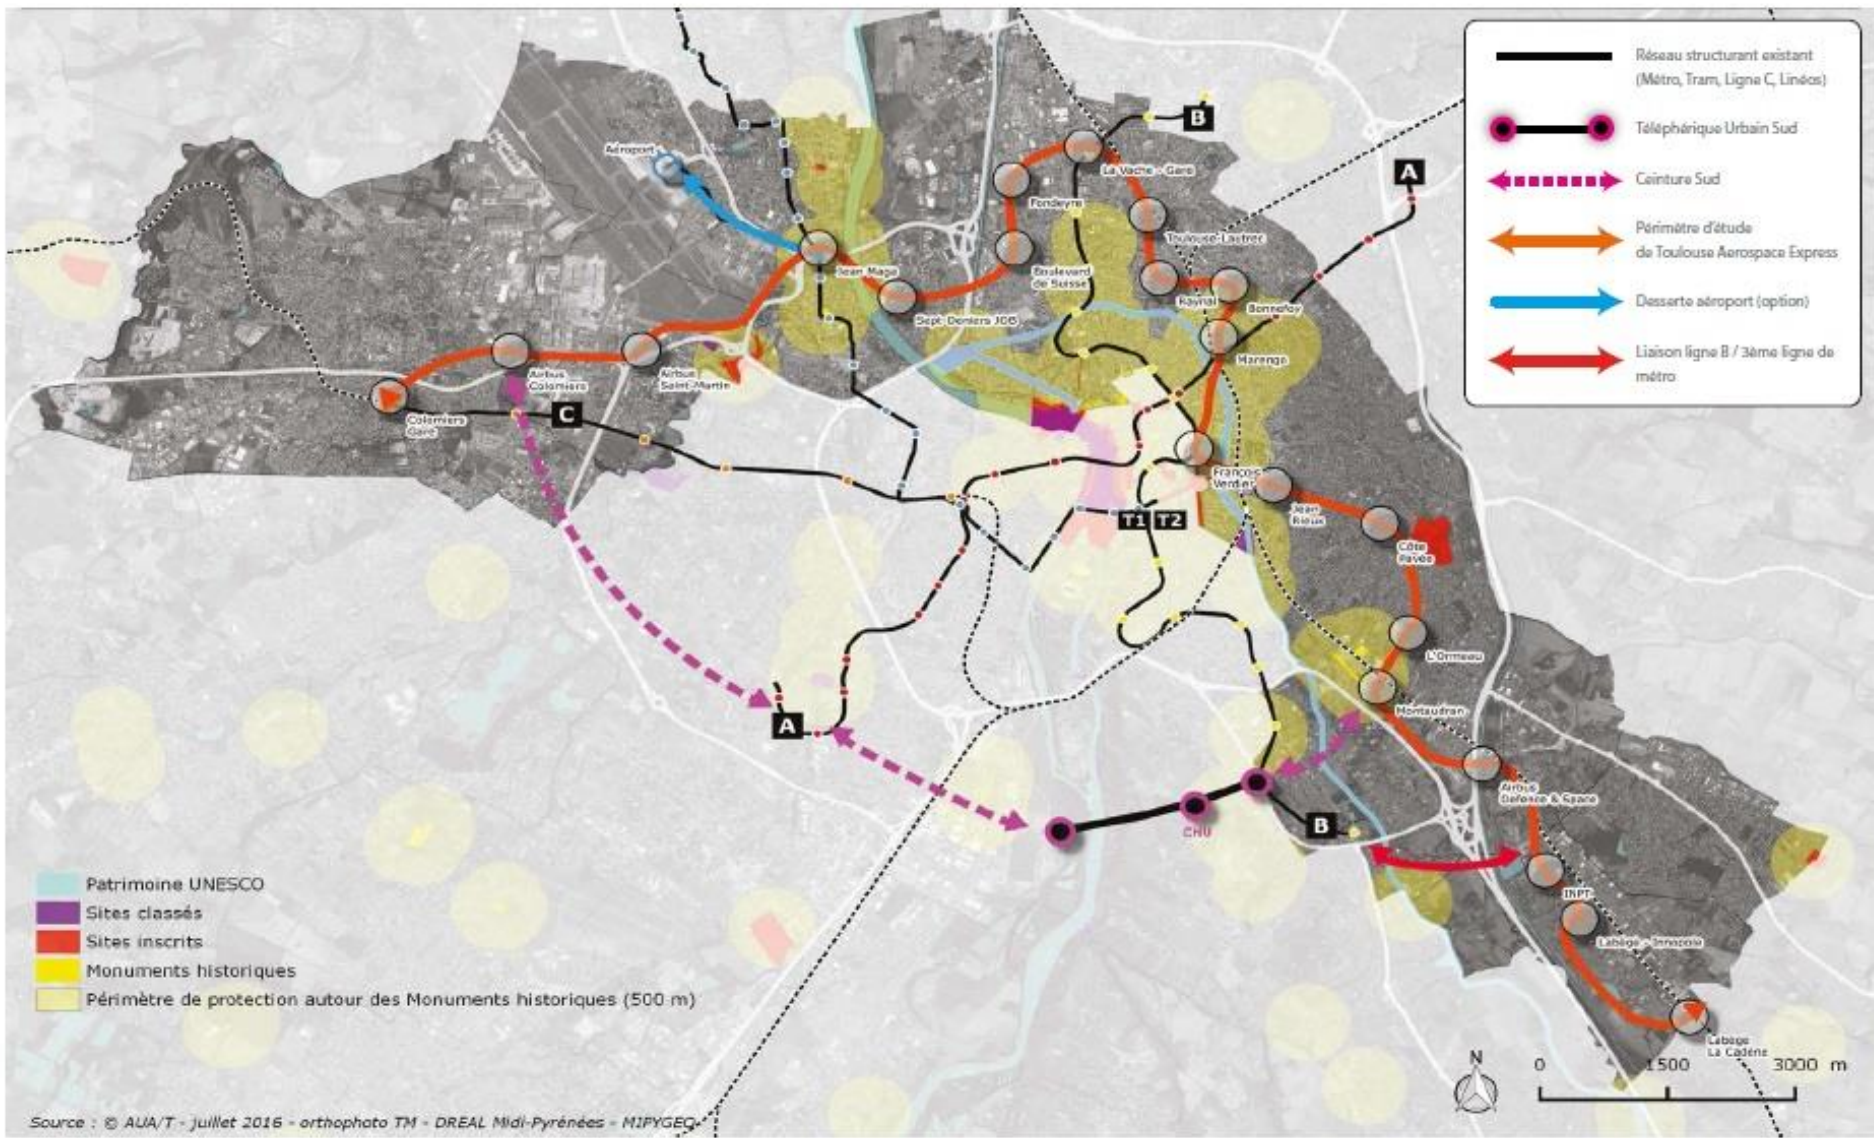 Réseau structurant existant
(Métro, Tram, Ligne C, Linéos)
Téléphérique Urbain Sud
Ceinture Sud
Périmètre d'étude
de Toulouse Aerospace Express
Desserte aéroport (option)
Liaison ligne B / 3ème ligne de
métro
B
A
Aéroport
La Vache - Gare
Fondeyre
Toulouse-Lautrec
Jean Maga
Boulevard
de Suisse
Raynal
Bonnefoy
Sept Deniers JOB
Marengo
Airbus
Colomiers
Airbus
Saint-Martin
Colomiers
Gare
C
François
Verdier
Jean
Rieux
T1 T2
Côte
Pavée
L'Ormeau
Montaudran
A
Airbus
Defence & Space
CHU
B
INPT
Labège - Innopole
Labège
La Cadène
Patrimoine UNESCO
Sites classés
Sites inscrits
Monuments historiques
Périmètre de protection autour des Monuments historiques (500 m)
N
0 1500 3000 m
Source : © AUA/T - juillet 2016 - orthophoto TM - DREAL Midi-Pyrénées - MIPYGEO